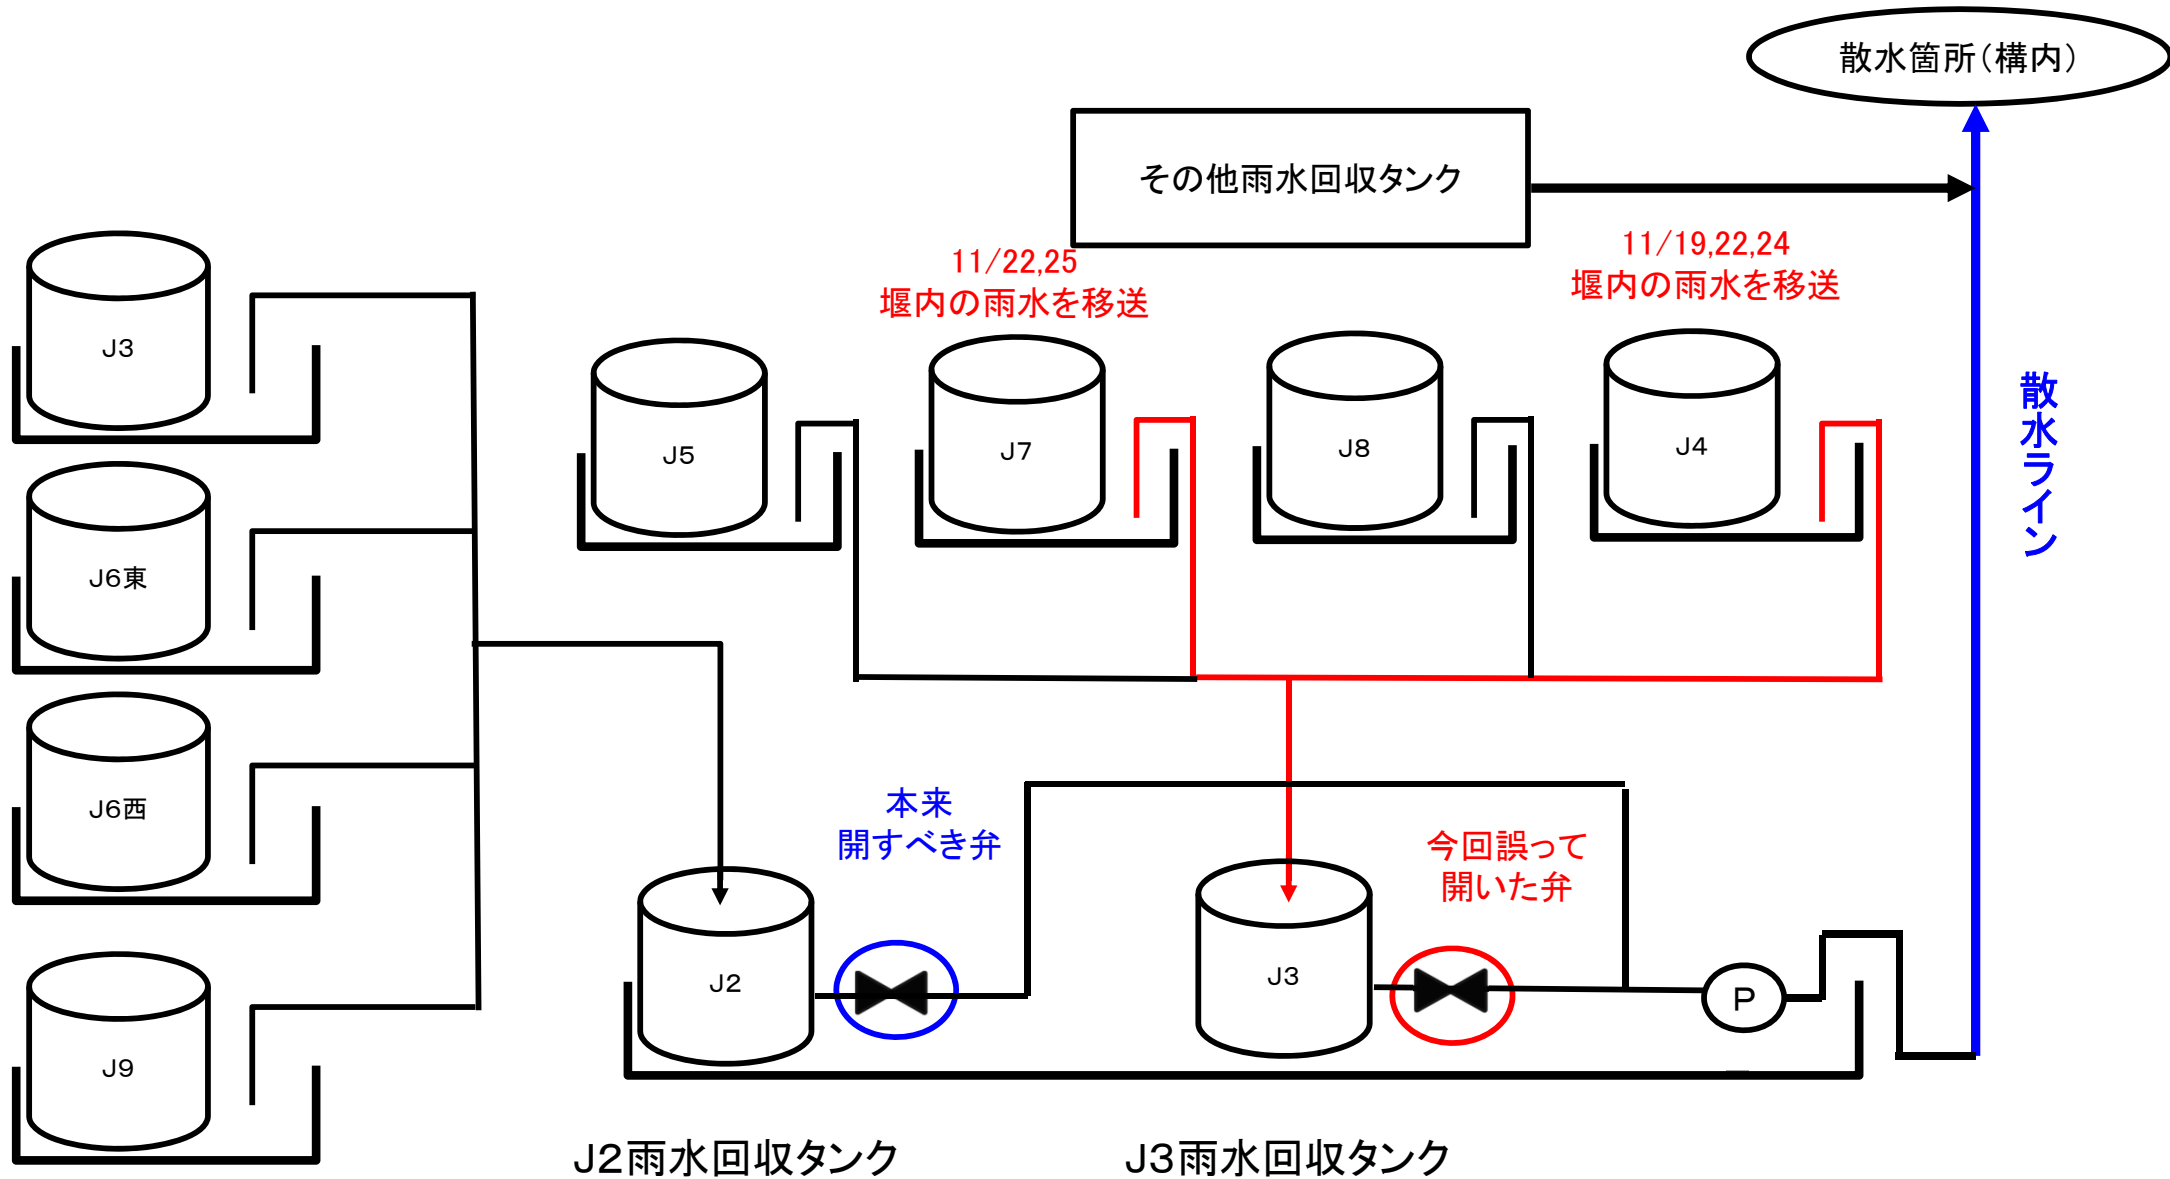 散水箇所（構内）
その他雨水回収タンク
11/22,25
堰内の雨水を移送
11/19,22,24
堰内の雨水を移送
J3
J5
J7
J8
J4
散水ライン
J6東
J6西
本来
開すべき弁
今回誤って
開いた弁
J2
J3
P
J9
J2雨水回収タンク
J3雨水回収タンク